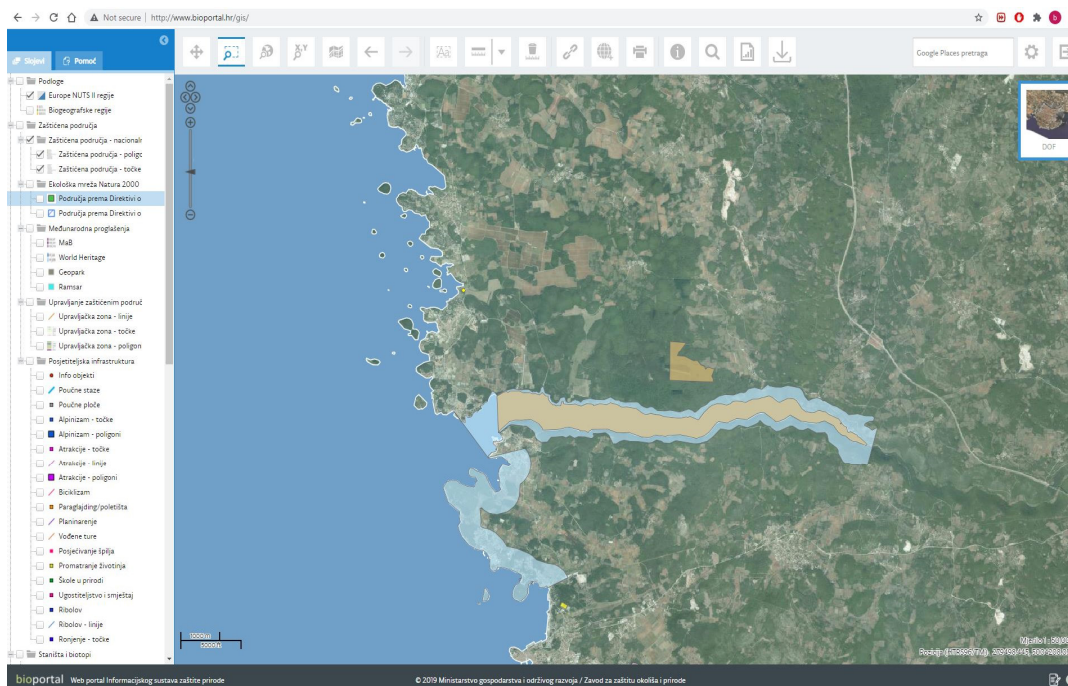 Not secure | http://www.bioportal.hr/gis/
Slojevi
Pomoć
X,Y
Google Places pretraga
DOF
Podloge
Europe NUTS II regije
Biogeografske regije
Zaštićena područja
Zaštićena područja - nacionalr
Zaštićena područja - poligc
Zaštićena područja - točke
Ekološka mreža Natura 2000
Područja prema Direktivi o
Područja prema Direktivi o
Međunarodna proglašenja
MaB
World Heritage
Geopark
Ramsar
Upravljanje zaštićenim područ
Upravljačka zona - linije
Upravljačka zona - točke
Upravljačka zona - poligon
Posjetiteljska infrastruktura
Info objekti
Poučne staze
Poučne ploče
Alpinizam - točke
Alpinizam - poligoni
Atrakcije - točke
Atrakcije - linije
Atrakcije - poligoni
Biciklizam
Paraglajding/poletišta
Planinarenje
Vođene ture
Posjećivanje špilja
Promatranje životinja
Škole u prirodi
Ugostiteljstvo i smještaj
Ribolov
Ribolov - linije
Ronjenje - točke
Staništa i biotopi
1000 m
5000 ft
bioportal Web portal Informacijskog sustava zaštite prirode
© 2019 Ministarstvo gospodarstva i održivog razvoja / Zavod za zaštitu okoliša i prirode